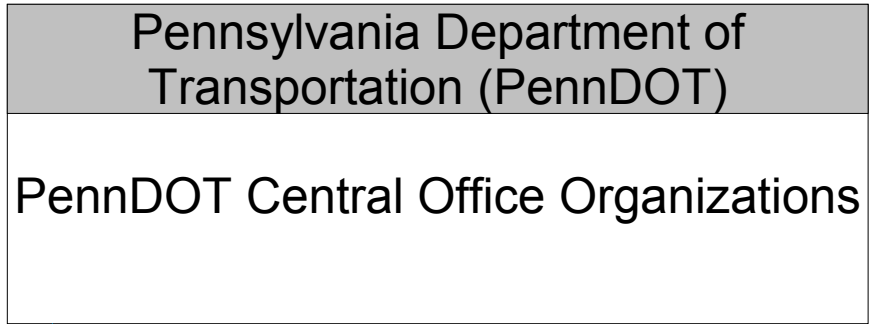 Pennsylvania Department of
Transportation (PennDOT)
PennDOT Central Office Organizations